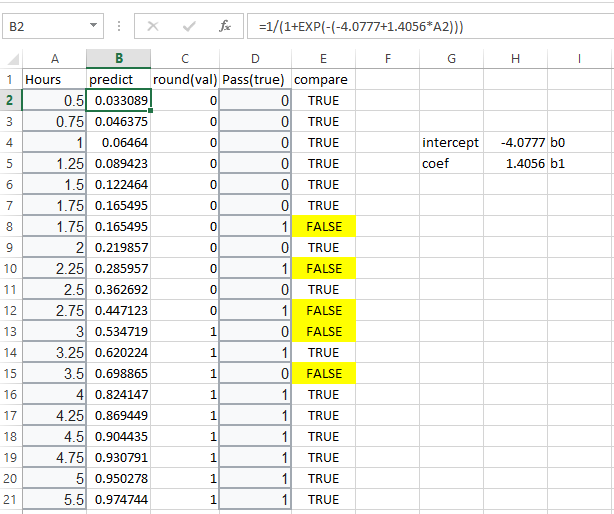 B2 fx =1/(1+EXP(-(-4.0777+1.4056*A2)))
A B C D E F G H I
1 Hours predict round(val) Pass(true) compare
2 0.5 0.033089 0 0 TRUE
3 0.75 0.046375 0 0 TRUE
4 1 0.06464 0 0 TRUE intercept -4.0777 b0
5 1.25 0.089423 0 0 TRUE coef 1.4056 b1
6 1.5 0.122464 0 0 TRUE
7 1.75 0.165495 0 0 TRUE
8 1.75 0.165495 0 1 FALSE
9 2 0.219857 0 0 TRUE
10 2.25 0.285957 0 1 FALSE
11 2.5 0.362692 0 0 TRUE
12 2.75 0.447123 0 1 FALSE
13 3 0.534719 1 0 FALSE
14 3.25 0.620224 1 1 TRUE
15 3.5 0.698865 1 0 FALSE
16 4 0.824147 1 1 TRUE
17 4.25 0.869449 1 1 TRUE
18 4.5 0.904435 1 1 TRUE
19 4.75 0.930791 1 1 TRUE
20 5 0.950278 1 1 TRUE
21 5.5 0.974744 1 1 TRUE